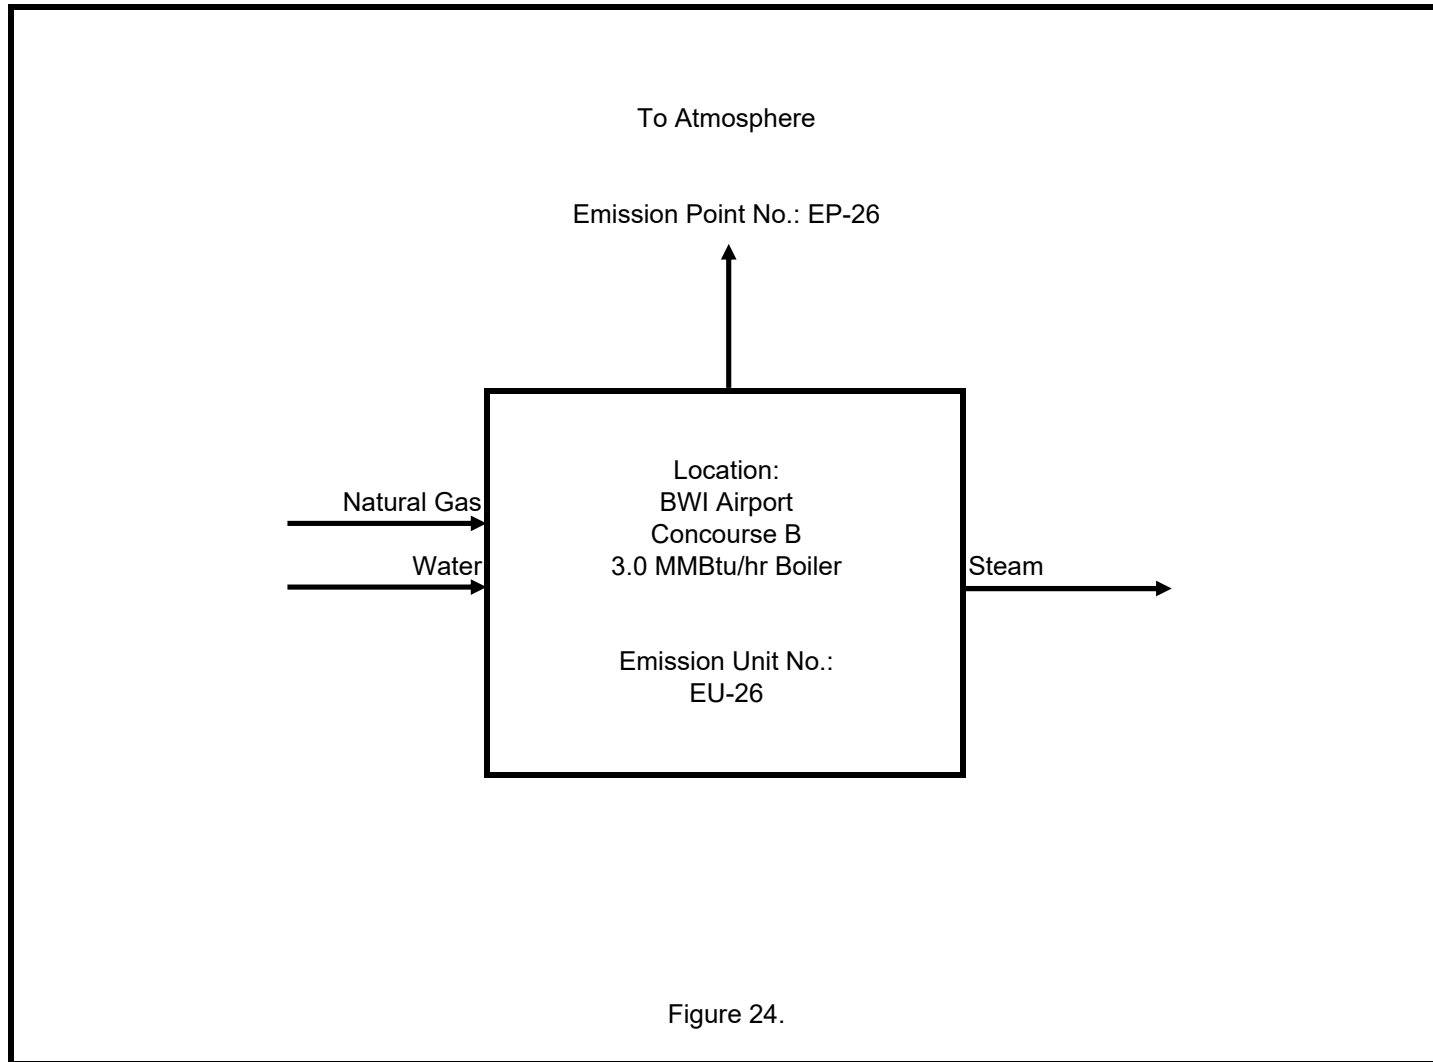 To Atmosphere
Emission Point No.: EP-26
Natural Gas
Water
Location:
BWI Airport
Concourse B
3.0 MMBtu/hr Boiler
Emission Unit No.:
EU-26
Steam
Figure 24.